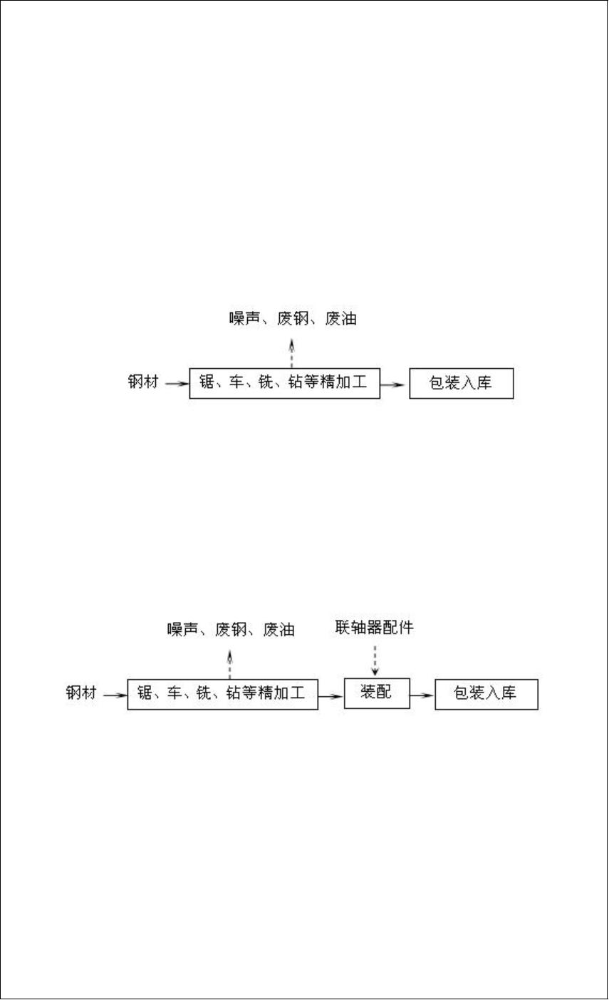 噪声、废钢、废油
钢材 锯、车、铣、钻等精加工 包装入库
噪声、废钢、废油 联轴器配件
钢材 锯、车、铣、钻等精加工 装配 包装入库